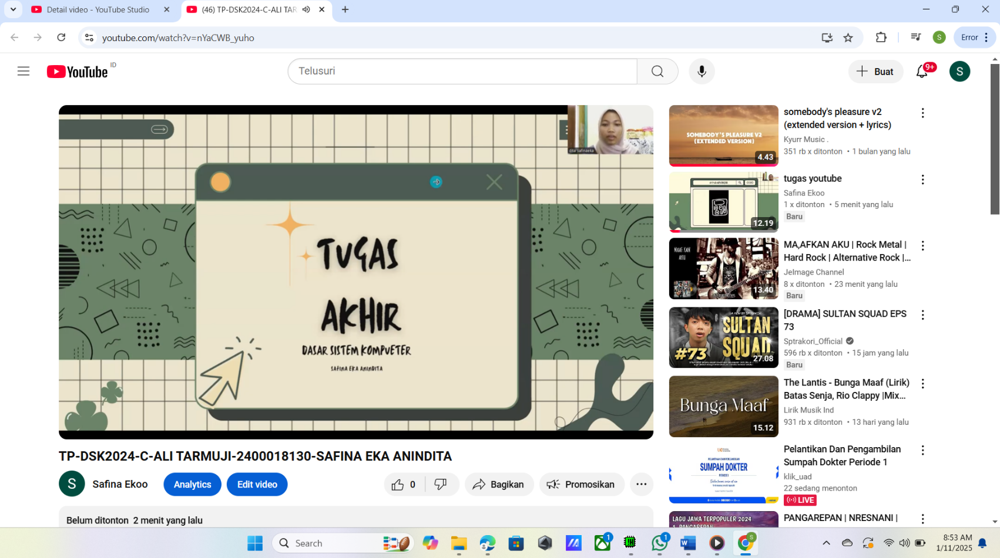 Detail video - YouTube Studio
(46) TP-DSK2024-C-ALI TAR
youtube.com/watch?v=nYaCWB_yuho
Error
YouTube ID
Telusuri
Buat
9+
S
dita safinaeka
TUGAS
AKHIR
DASAR SISTEM KOMPUETER
SAFINA EKA ANINDITA
TP-DSK2024-C-ALI TARMUJI-2400018130-SAFINA EKA ANINDITA
S
Safina Ekoo
Analytics
Edit video
0
Bagikan
Promosikan
Belum ditonton 2 menit yang lalu
SOMEBODY'S PLEASURE V2
(EXTENDED VERSION)
4.43
somebody's pleasure v2
(extended version + lyrics)
Kyurr Music .
351 rb x ditonton • 1 bulan yang lalu
12.19
tugas youtube
Safina Ekoo
1 x ditonton • 5 menit yang lalu
Baru
MAAF KAN
AKU
13.40
MA,AFKAN AKU | Rock Metal |
Hard Rock | Alternative Rock |...
Jelmage Channel
8 x ditonton • 23 menit yang lalu
Baru
SULTAN
SQUAD
#73
27.08
[DRAMA] SULTAN SQUAD EPS
73
Sptrakori_Official
596 rb x ditonton • 15 jam yang lalu
Baru
Bunga Maaf
15.12
The Lantis - Bunga Maaf (Lirik)
Batas Senja, Rio Clappy |Mix...
Lirik Musik Ind
931 rb x ditonton • 13 hari yang lalu
SUMPAH DOKTER
Pelantikan Dan Pengambilan
Sumpah Dokter Periode 1
klik_uad
22 sedang menonton
LIVE
LAGU JAWA TERPOPULER 2024
1. PANGAREPAN
PANGAREPAN | NRESNANI |
Search
1
1
S
8:53 AM
1/11/2025